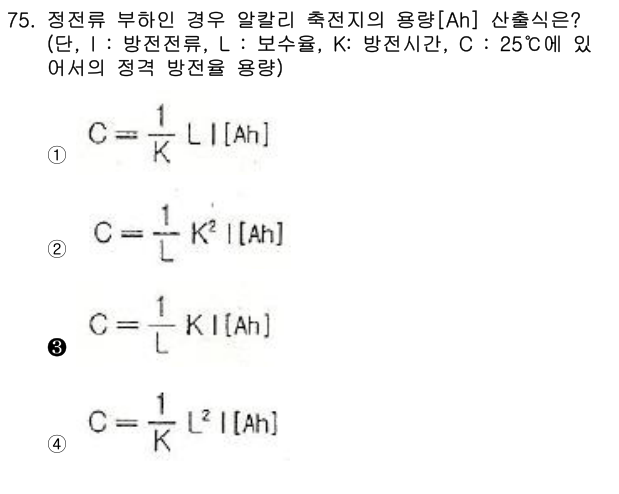 75. 정전류 부하인 경우 알칼리 축전지의 용량[Ah] 산출식은?
(단, I : 방전전류, L : 보수율, K: 방전시간, C : 25℃에 있
어서의 정격 방전율 용량)
① C = 1/K L I [Ah]
② C = 1/L K² I [Ah]
❸ C = 1/L K I [Ah]
④ C = 1/K L² I [Ah]